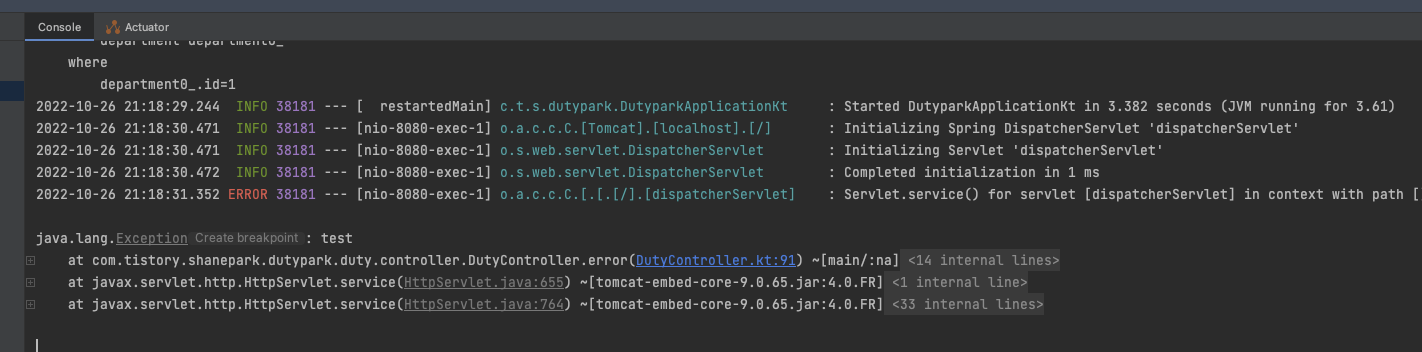 Console Actuator
department department0_
where
department0_.id=1
2022-10-26 21:18:29.244  INFO 38181 --- [  restartedMain] c.t.s.dutypark.DutyparkApplicationKt     : Started DutyparkApplicationKt in 3.382 seconds (JVM running for 3.61)
2022-10-26 21:18:30.471  INFO 38181 --- [nio-8080-exec-1] o.a.c.c.C.[Tomcat].[localhost].[/]       : Initializing Spring DispatcherServlet 'dispatcherServlet'
2022-10-26 21:18:30.471  INFO 38181 --- [nio-8080-exec-1] o.s.web.servlet.DispatcherServlet        : Initializing Servlet 'dispatcherServlet'
2022-10-26 21:18:30.472  INFO 38181 --- [nio-8080-exec-1] o.s.web.servlet.DispatcherServlet        : Completed initialization in 1 ms
2022-10-26 21:18:31.352 ERROR 38181 --- [nio-8080-exec-1] o.a.c.c.C.[.[.[/].[dispatcherServlet]    : Servlet.service() for servlet [dispatcherServlet] in context with path [
java.lang.Exception Create breakpoint : test
at com.tistory.shanepark.dutypark.duty.controller.DutyController.error(DutyController.kt:91) ~[main/:na] <14 internal lines>
at javax.servlet.http.HttpServlet.service(HttpServlet.java:655) ~[tomcat-embed-core-9.0.65.jar:4.0.FR] <1 internal line>
at javax.servlet.http.HttpServlet.service(HttpServlet.java:764) ~[tomcat-embed-core-9.0.65.jar:4.0.FR] <33 internal lines>